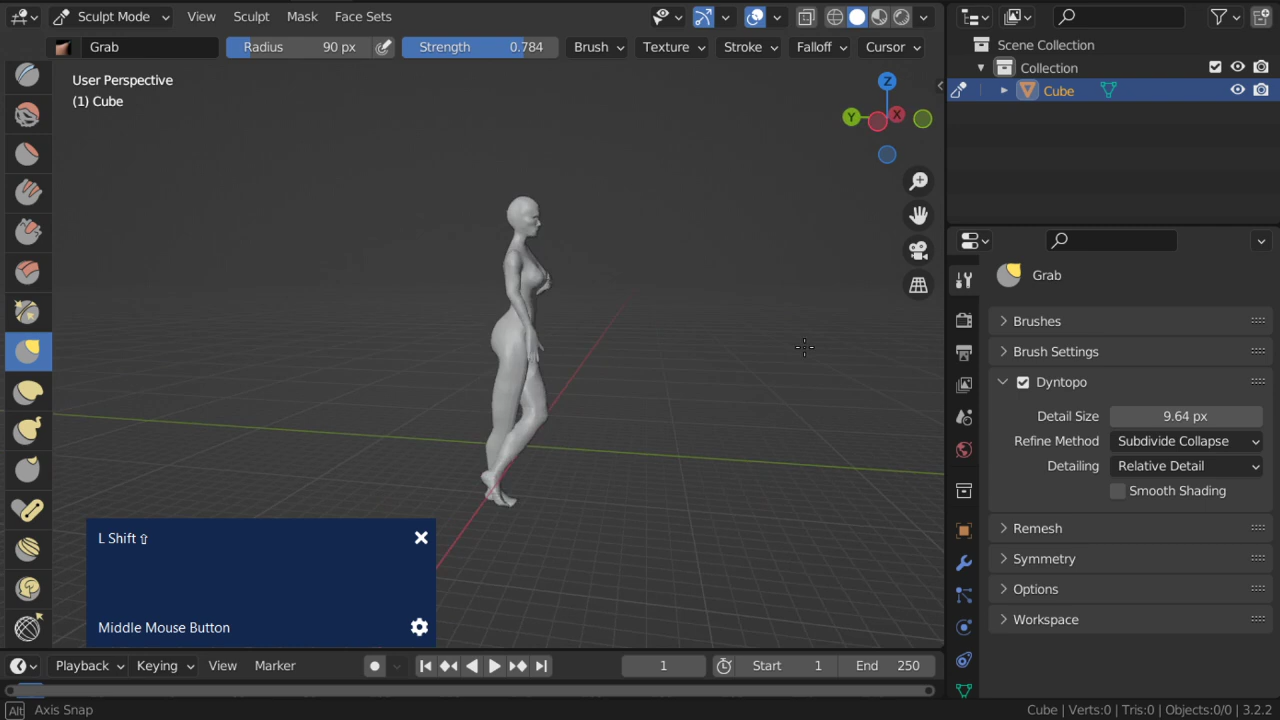 Sculpt Mode View Sculpt Mask Face Sets
Grab Radius 90 px Strength 0.784 Brush Texture Stroke Falloff Cursor
User Perspective
(1) Cube
Z
Y
X
Scene Collection
Collection
Cube
Grab
Brushes
Brush Settings
Dyntopo
Detail Size 9.64 px
Refine Method Subdivide Collapse
Detailing Relative Detail
Smooth Shading
Remesh
Symmetry
Options
Workspace
L Shift ⇧
Middle Mouse Button
Playback Keying View Marker 1 Start 1 End 250
Alt Axis Snap
Cube | Verts:0 | Tris:0 | Objects:0/0 | 3.2.2